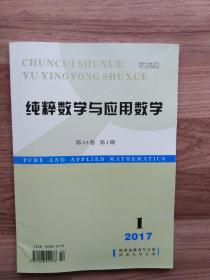 CHUNCUI SHUXUE
YU YINGYONG SHUXUE
纯粹数学与应用数学
第33卷 第1期
PURE AND APPLIED MATHEMATICS
1
2017